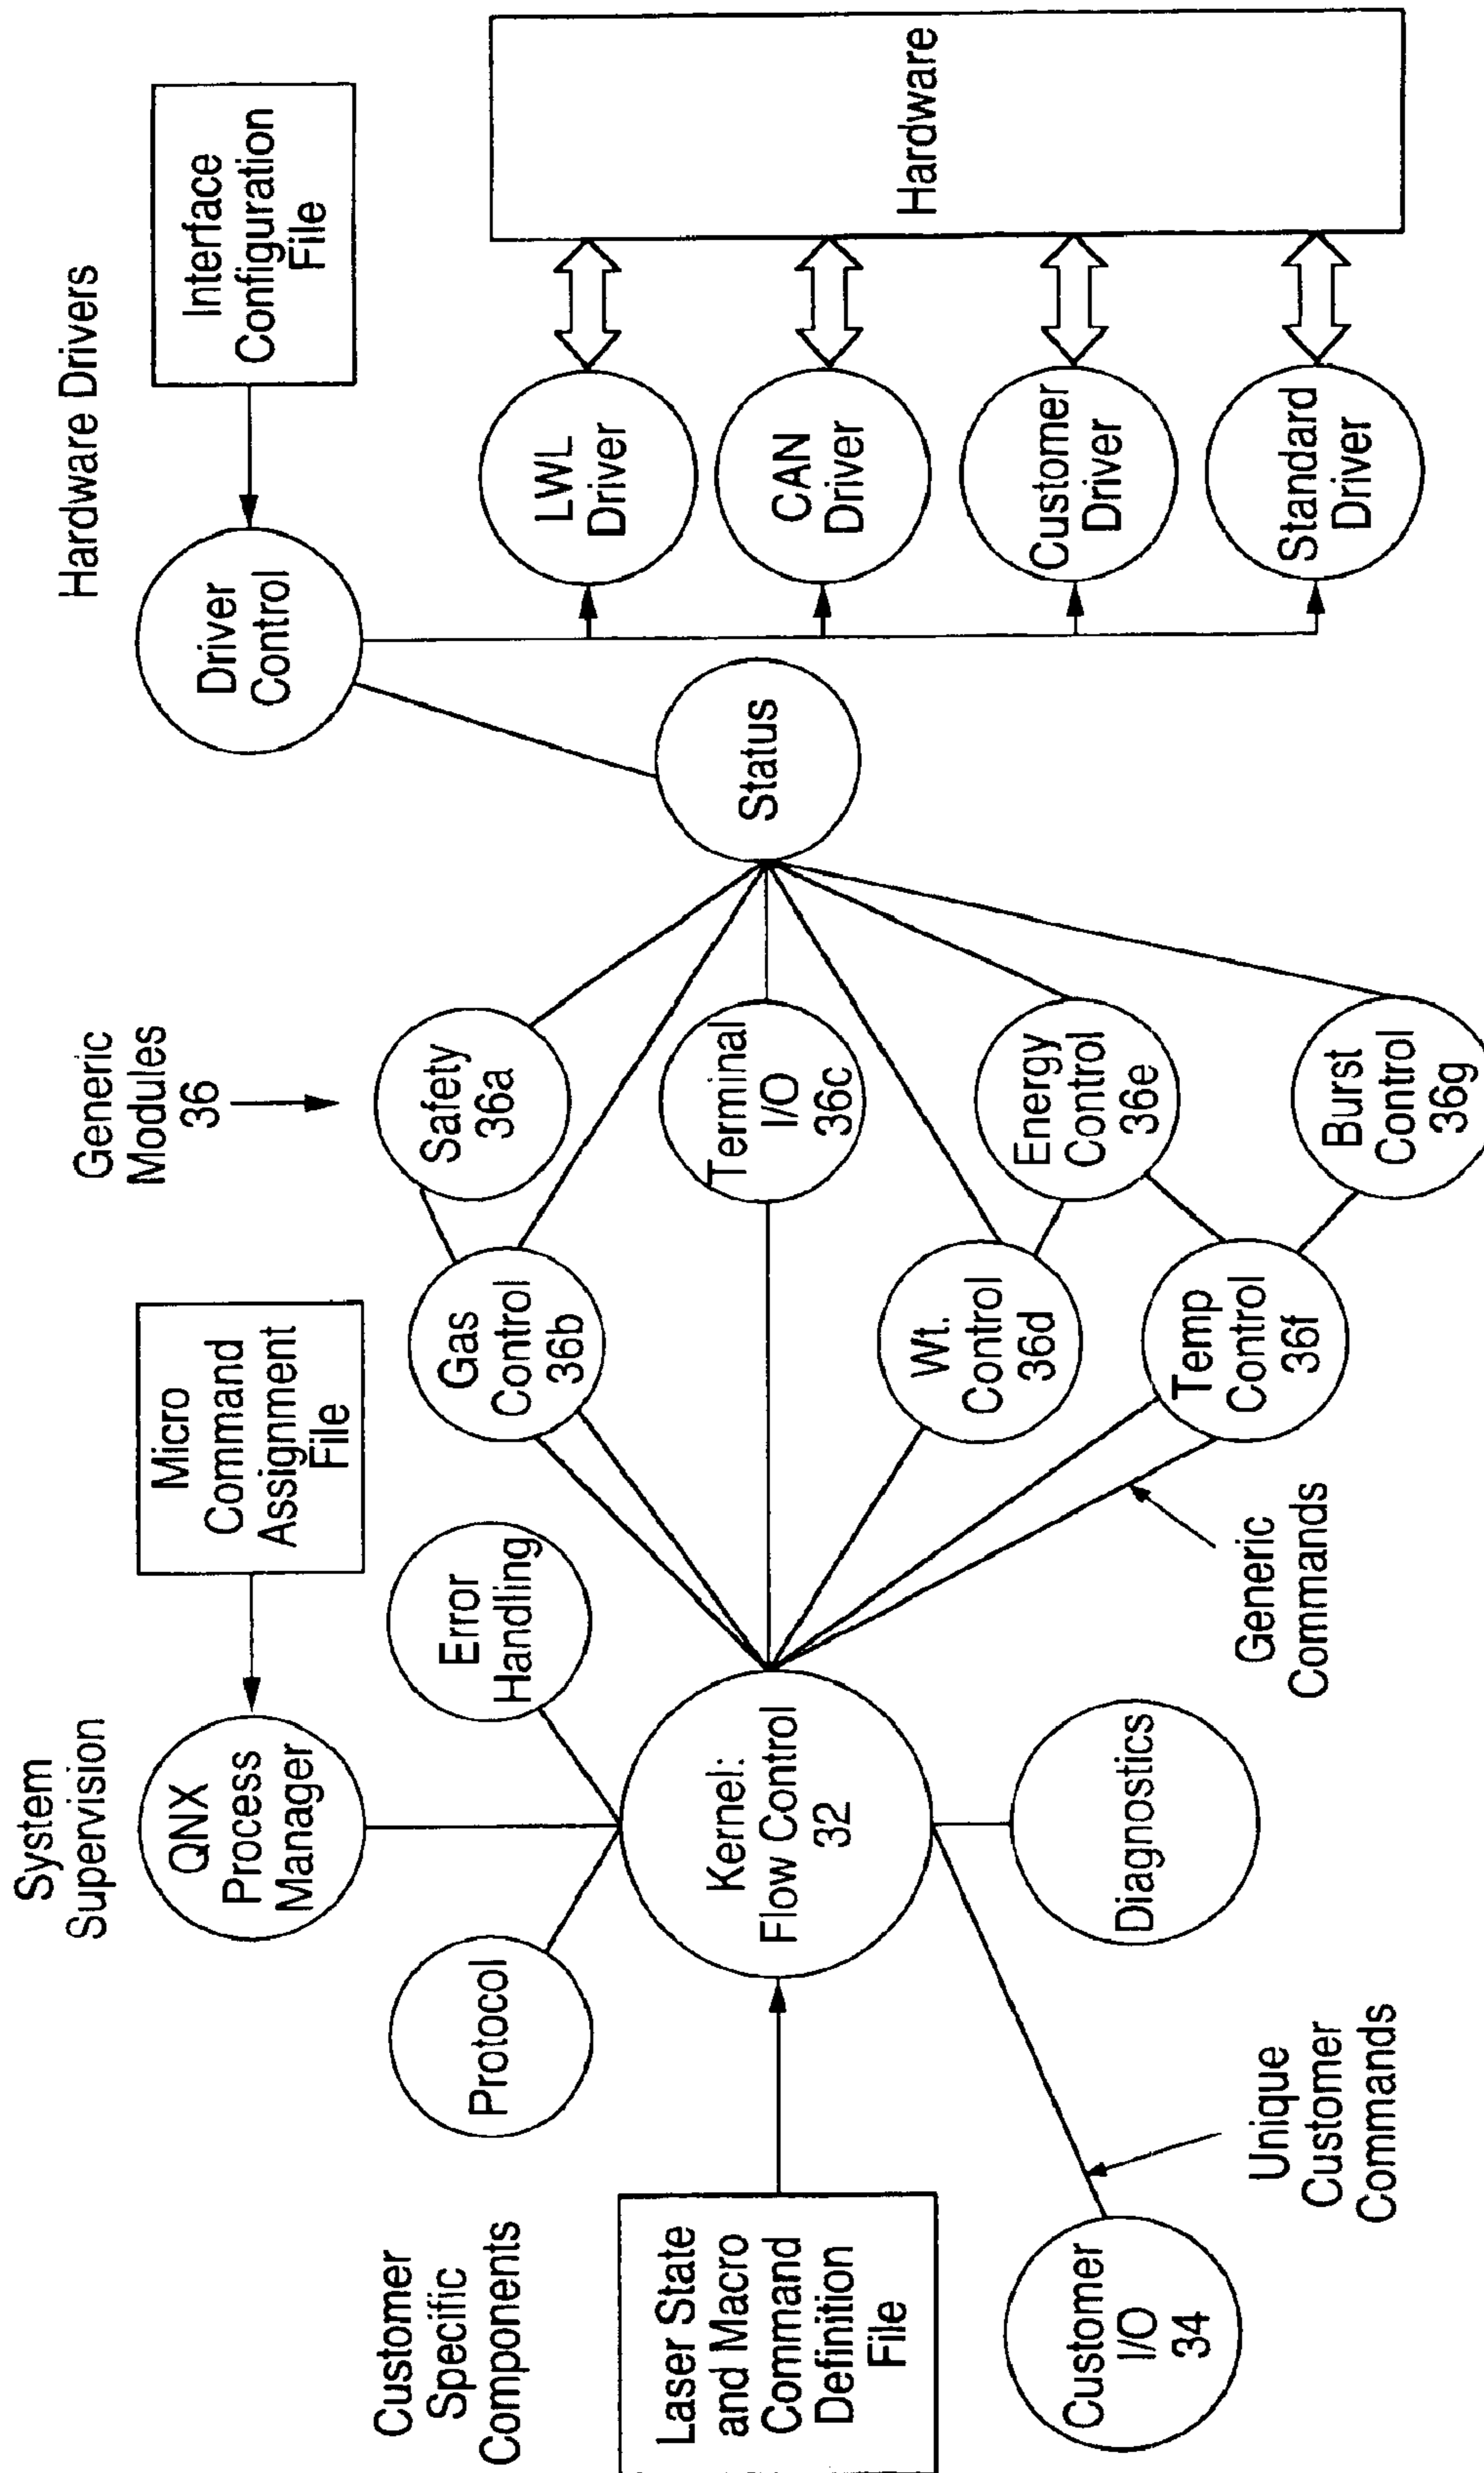 Customer
Specific
Components
Laser State
and Macro
Command
Definition
File
Customer
I/O
34
Unique
Customer
Commands
System
Supervision
QNX
Process
Manager
Micro
Command
Assignment
File
Protocol
Error
Handling
Kernel:
Flow Control
32
Diagnostics
Generic
Commands
Generic
Modules
36
Safety
36a
Gas
Control
36b
Terminal
I/O
36c
Wt.
Control
36d
Energy
Control
36e
Temp
Control
36f
Burst
Control
36g
Status
Hardware Drivers
Driver
Control
Interface
Configuration
File
LWL
Driver
CAN
Driver
Customer
Driver
Standard
Driver
Hardware